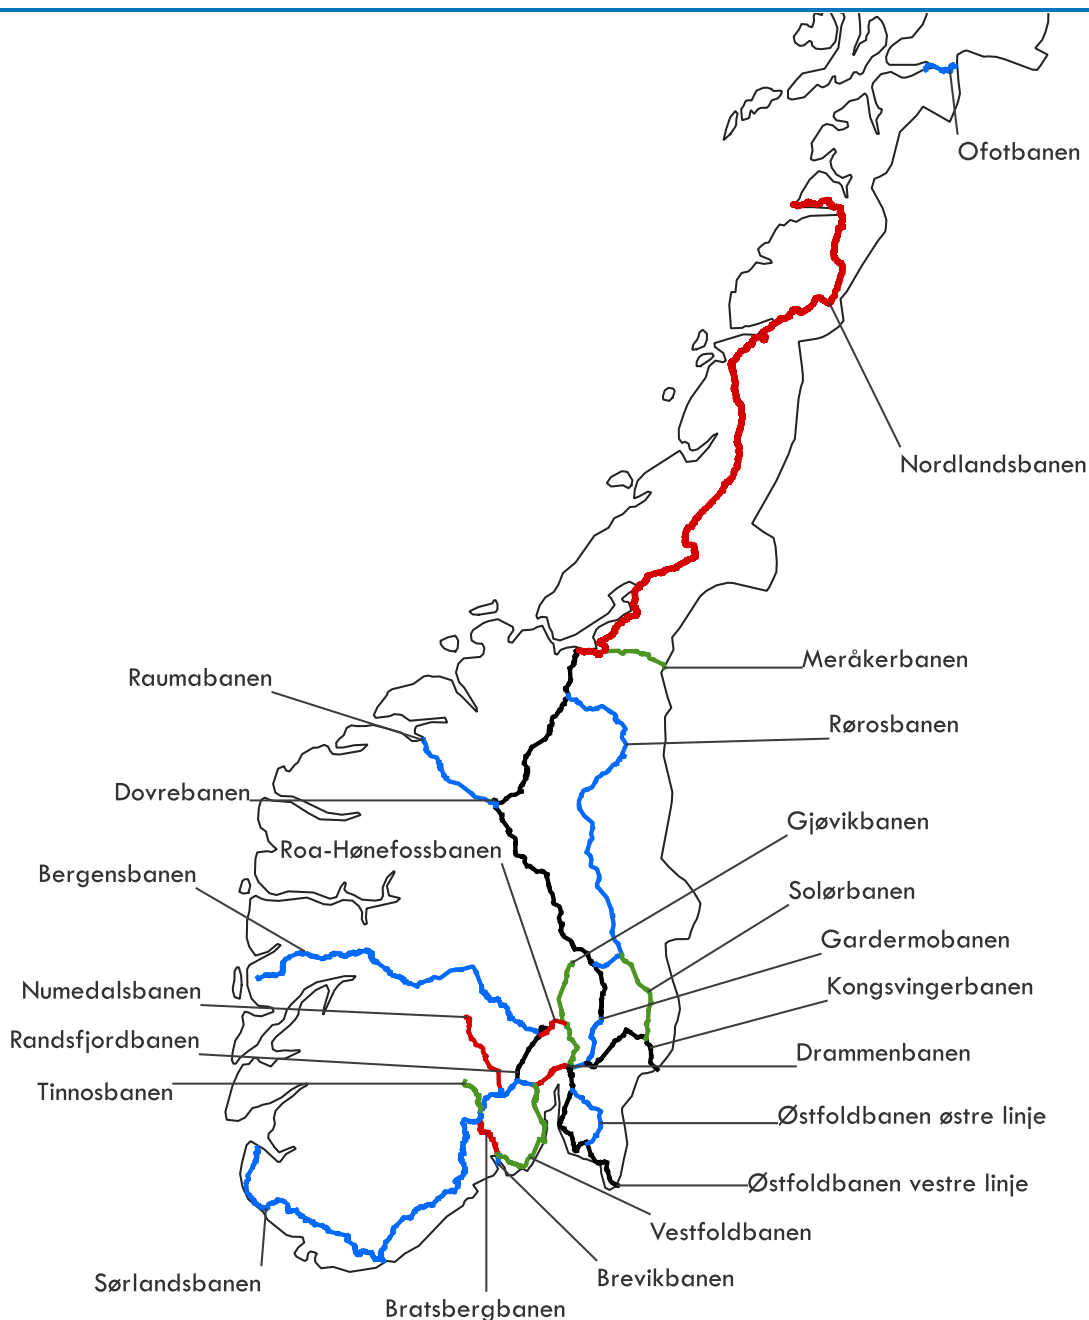 Ofotbanen
Nordlandsbanen
Meråkerbanen
Raumabanen
Rørosbanen
Dovrebanen
Gjøvikbanen
Roa-Hønefossbanen
Bergensbanen
Solørbanen
Gardermobanen
Numedalsbanen
Kongsvingerbanen
Randsfjordbanen
Drammenbanen
Tinnosbanen
Østfoldbanen østre linje
Østfoldbanen vestre linje
Vestfoldbanen
Brevikbanen
Sørlandsbanen
Bratsbergbanen